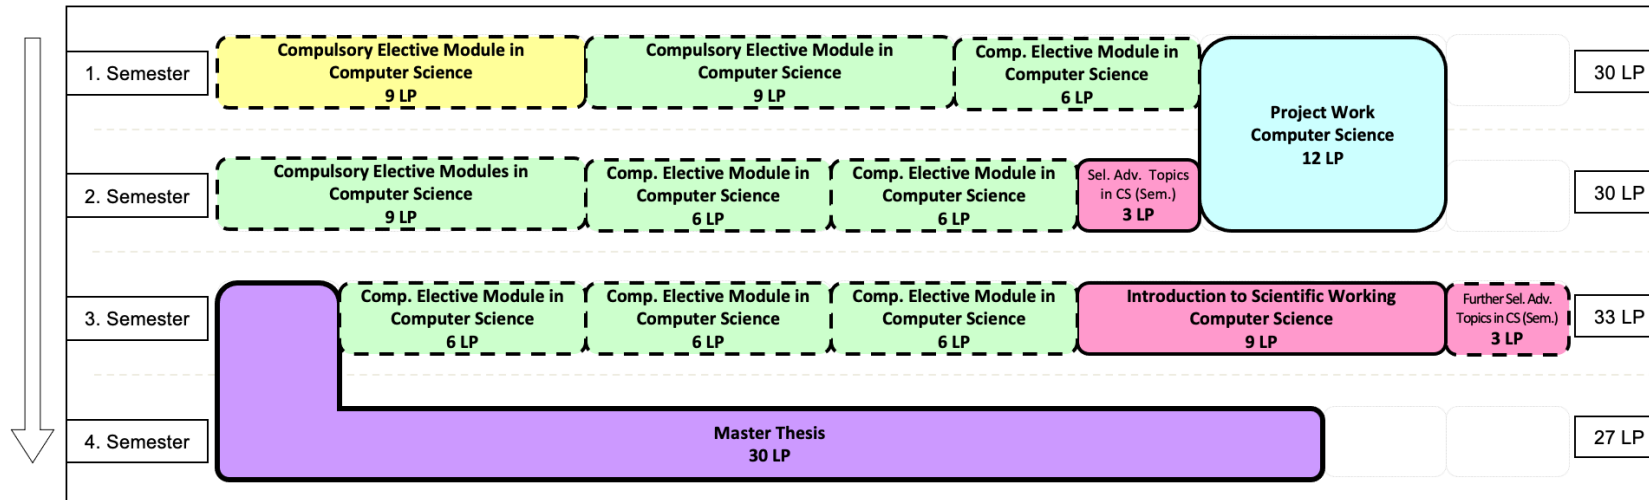 1. Semester
Compulsory Elective Module in
Computer Science
9 LP
Compulsory Elective Module in
Computer Science
9 LP
Comp. Elective Module in
Computer Science
6 LP
Project Work
Computer Science
12 LP
30 LP
2. Semester
Compulsory Elective Modules in
Computer Science
9 LP
Comp. Elective Module in
Computer Science
6 LP
Comp. Elective Module in
Computer Science
6 LP
Sel. Adv. Topics
in CS (Sem.)
3 LP
30 LP
3. Semester
Comp. Elective Module in
Computer Science
6 LP
Comp. Elective Module in
Computer Science
6 LP
Comp. Elective Module in
Computer Science
6 LP
Introduction to Scientific Working
Computer Science
9 LP
Further Sel. Adv.
Topics in CS (Sem.)
3 LP
33 LP
4. Semester
Master Thesis
30 LP
27 LP